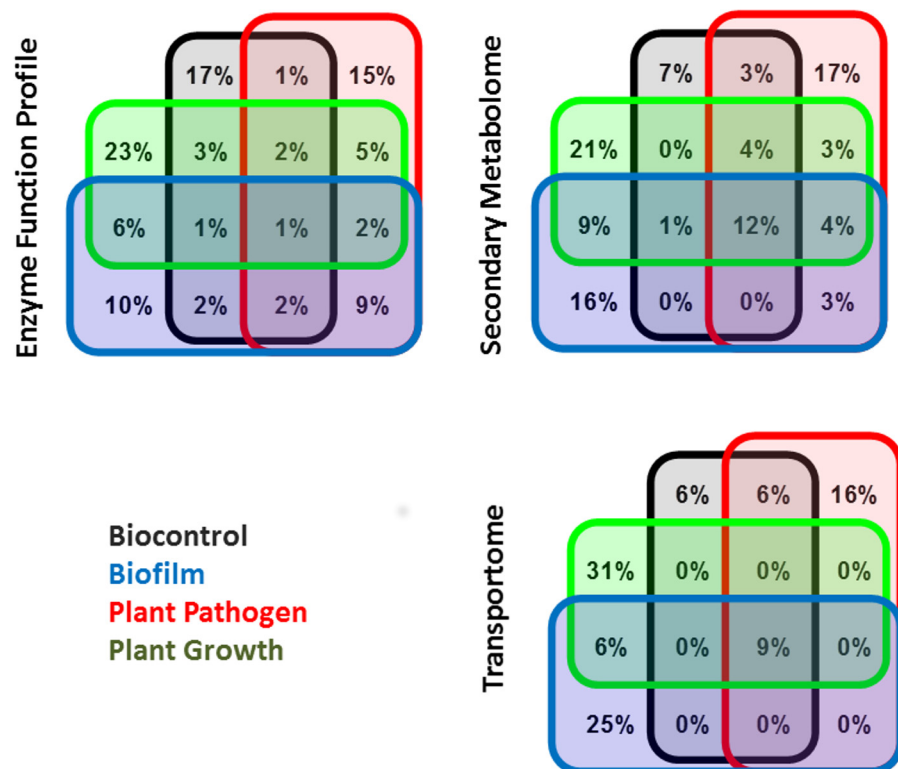 Enzyme Function Profile
17% 1% 15%
23% 3% 2% 5%
6% 1% 1% 2%
10% 2% 2% 9%
Secondary Metabolome
7% 3% 17%
21% 0% 4% 3%
9% 1% 12% 4%
16% 0% 0% 3%
Biocontrol
Biofilm
Plant Pathogen
Plant Growth
Transportome
6% 6% 16%
31% 0% 0% 0%
6% 0% 9% 0%
25% 0% 0% 0%